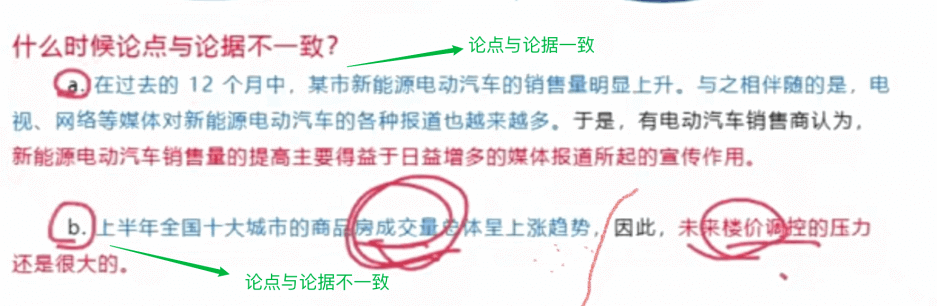 什么时候论点与论据不一致？
论点与论据一致
a. 在过去的 12 个月中，某市新能源电动汽车的销售量明显上升。与之相伴随的是，电
视、网络等媒体对新能源电动汽车的各种报道也越来越多。于是，有电动汽车销售商认为，
新能源电动汽车销售量的提高主要得益于日益增多的媒体报道所起的宣传作用。
b. 上半年全国十大城市的商品房成交量总体呈上涨趋势，因此，未来楼价调控的压力
还是很大的。
论点与论据不一致